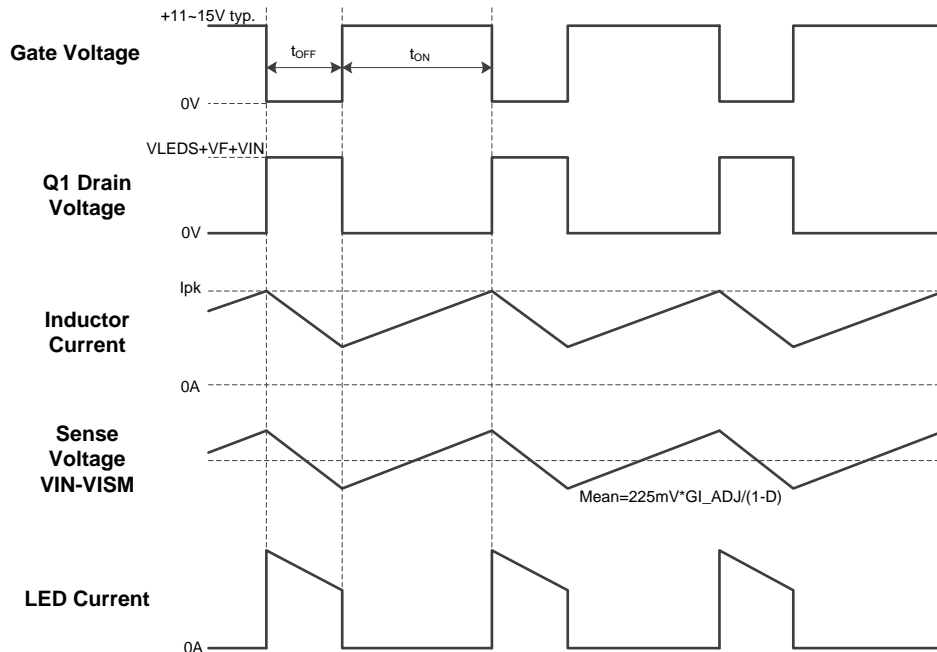 +11~15V typ.
Gate Voltage
tOFF
tON
0V
VLEDS+VF+VIN
Q1 Drain
Voltage
0V
Ipk
Inductor
Current
0A
Sense
Voltage
VIN-VISM
Mean=225mV*GI_ADJ/(1-D)
LED Current
0A